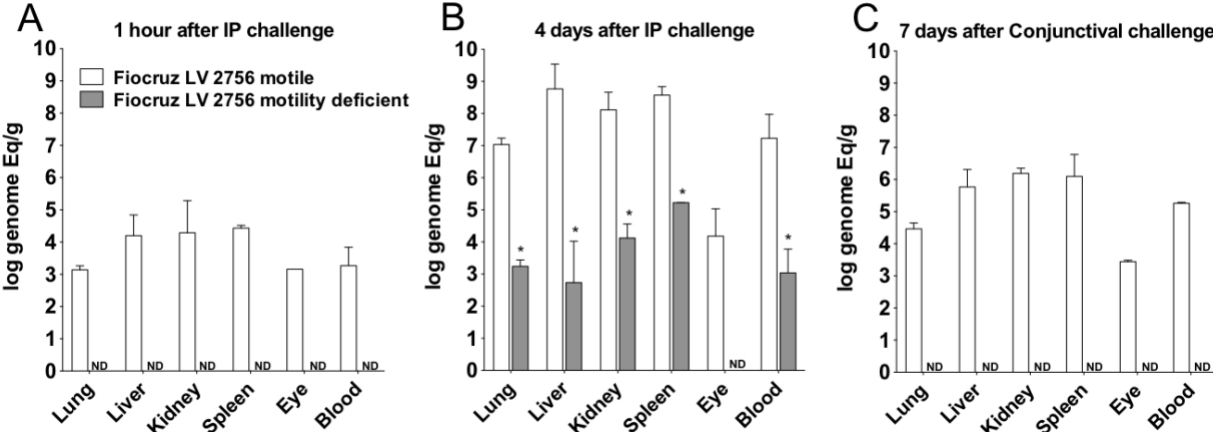 A
1 hour after IP challenge
log genome Eq/g
10
9
8
7
6
5
4
3
2
1
0
Fiocruz LV 2756 motile
Fiocruz LV 2756 motility deficient
ND ND ND ND ND ND
Lung Liver Kidney Spleen Eye Blood
B
4 days after IP challenge
log genome Eq/g
10
9
8
7
6
5
4
3
2
1
0
* * * * *
ND
Lung Liver Kidney Spleen Eye Blood
C
7 days after Conjunctival challenge
log genome Eq/g
10
9
8
7
6
5
4
3
2
1
0
ND ND ND ND ND ND
Lung Liver Kidney Spleen Eye Blood